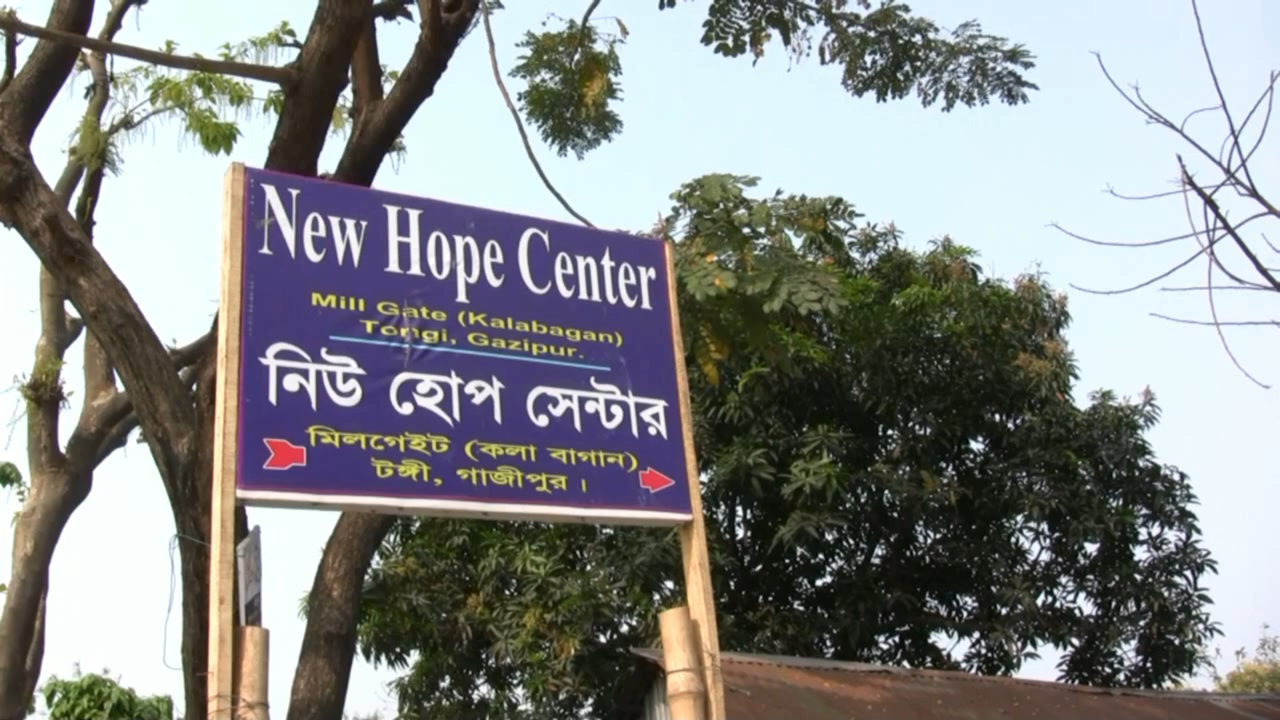 New Hope Center
Mill Gate (Kalabagan)
Tongi, Gazipur.
নিউ হোপ সেন্টার
মিলগেইট (কলা বাগান)
টঙ্গী, গাজীপুর।